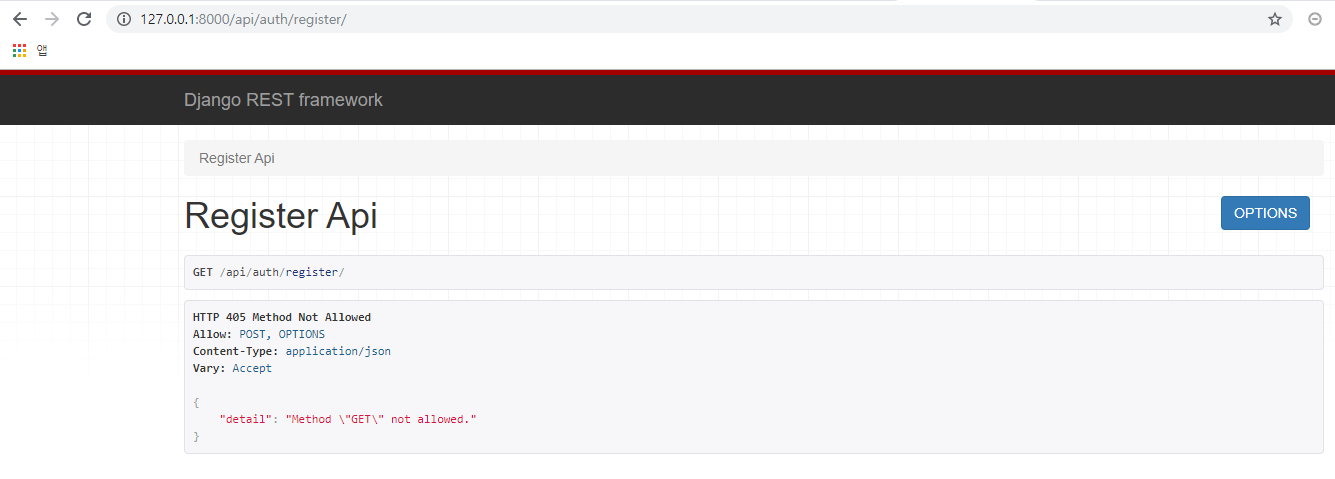 127.0.0.1:8000/api/auth/register/
앱
Django REST framework
Register Api
Register Api
OPTIONS
GET /api/auth/register/
HTTP 405 Method Not Allowed
Allow: POST, OPTIONS
Content-Type: application/json
Vary: Accept
{
    "detail": "Method \"GET\" not allowed."
}